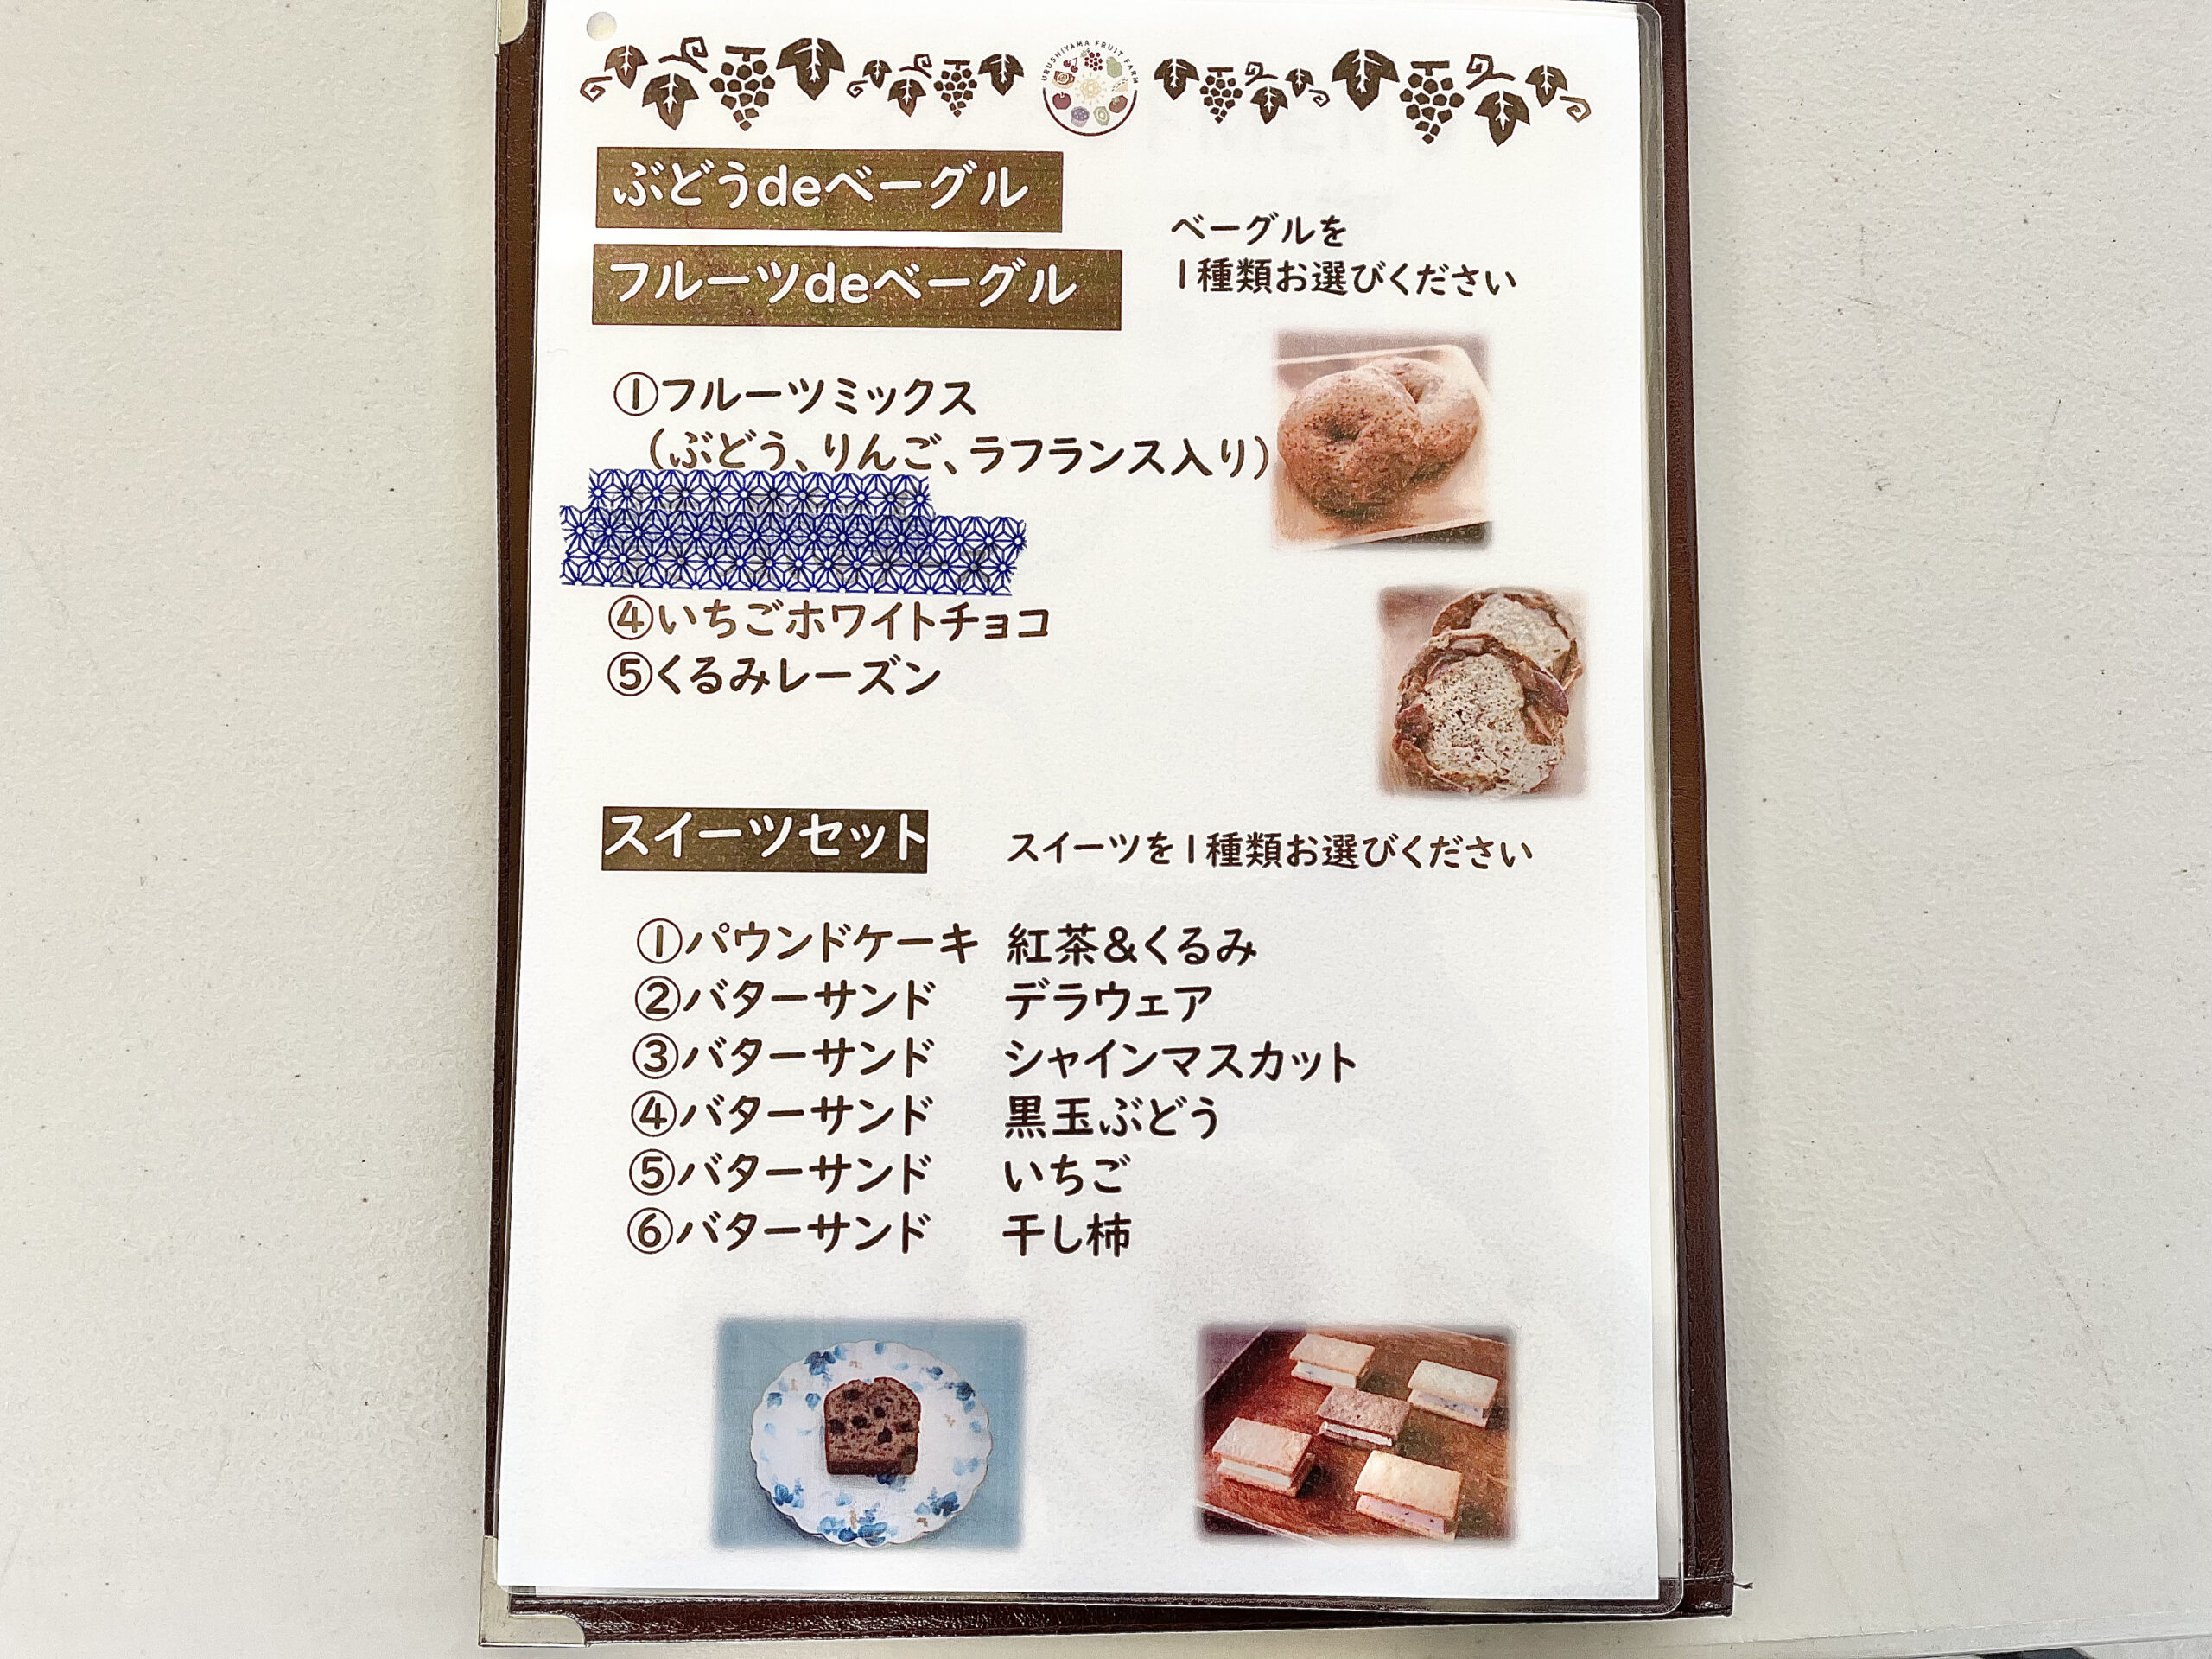 URUSHIYAMA FRUIT FARM
ぶどうdeベーグル
フルーツdeベーグル
ベーグルを
1種類お選びください
①フルーツミックス
(ぶどう、りんご、ラフランス入り)
④いちごホワイトチョコ
⑤くるみレーズン
スイーツセット
スイーツを1種類お選びください
①パウンドケーキ 紅茶&くるみ
②バターサンド デラウェア
③バターサンド シャインマスカット
④バターサンド 黒玉ぶどう
⑤バターサンド いちご
⑥バターサンド 干し柿